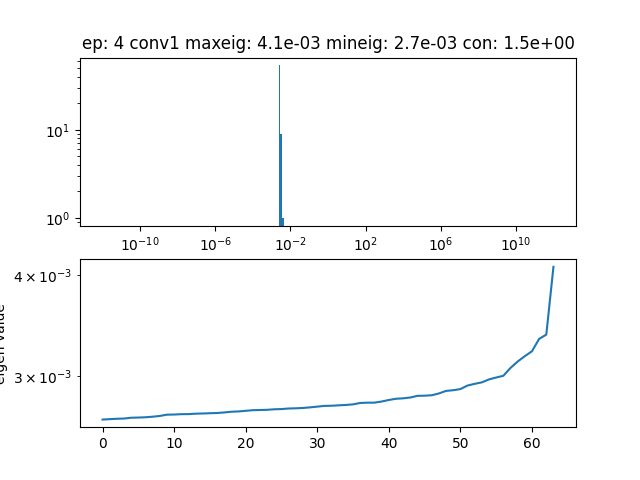 ep: 4 conv1 maxeig: 4.1e-03 mineig: 2.7e-03 con: 1.5e+00
10¹
10⁰
10⁻¹⁰ 10⁻⁶ 10⁻² 10² 10⁶ 10¹⁰
4 × 10⁻³
3 × 10⁻³
eigen value
0 10 20 30 40 50 60